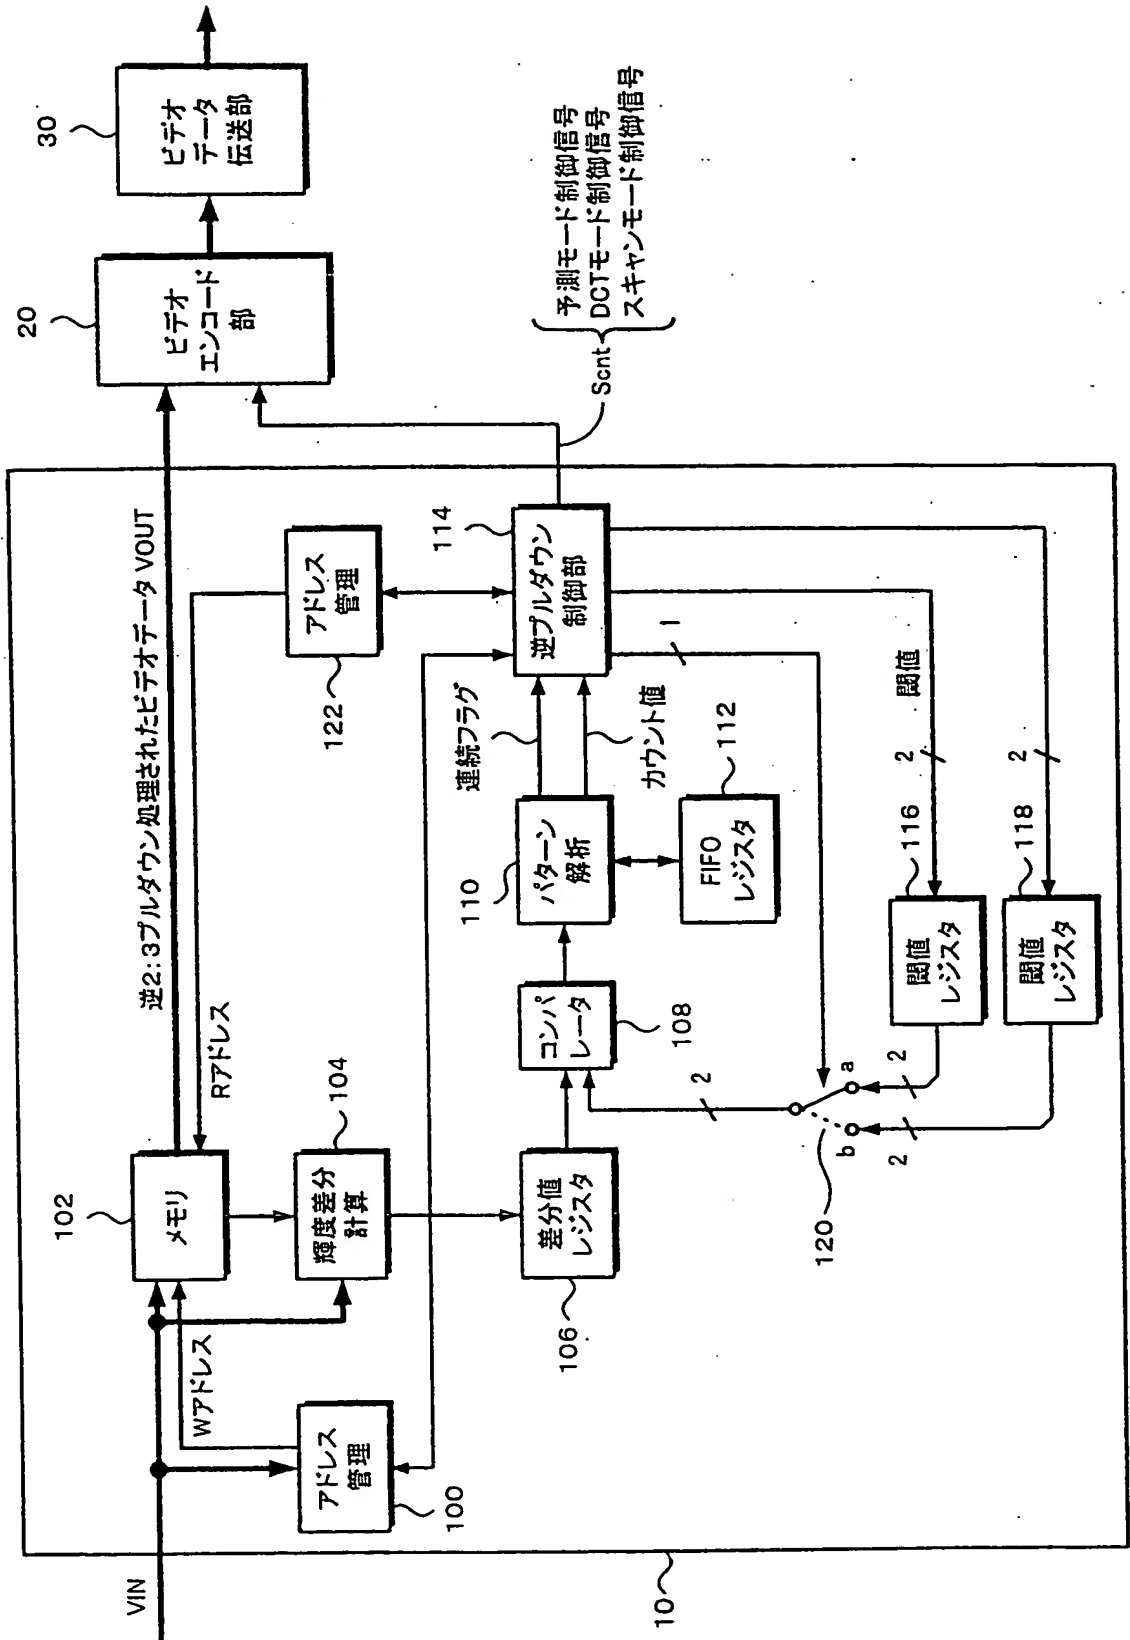 VIN
10
アドレス
管理
100
Wアドレス
メモリ
102
Rアドレス
輝度差分
計算
104
差分値
レジスタ
106
コンパ
レータ
108
パターン
解析
110
FIFO
レジスタ
112
連続フラグ
カウント値
逆プルダウン
制御部
114
アドレス
管理
122
逆2:3プルダウン処理されたビデオデータ VOUT
1
閾値
2
2
閾値
レジスタ
116
閾値
レジスタ
118
2
2
2
a
b
120
ビデオ
エンコード
部
20
ビデオ
データ
伝送部
30
Scnt
予測モード制御信号
DCTモード制御信号
スキャンモード制御信号